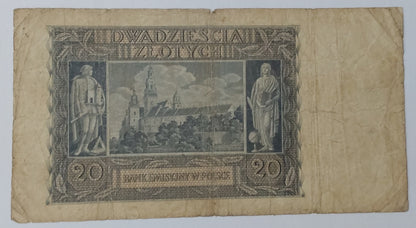 DWADZIEŚCIA
ZŁOTYCH
20 20
BANK EMISYJNY W POLSCE